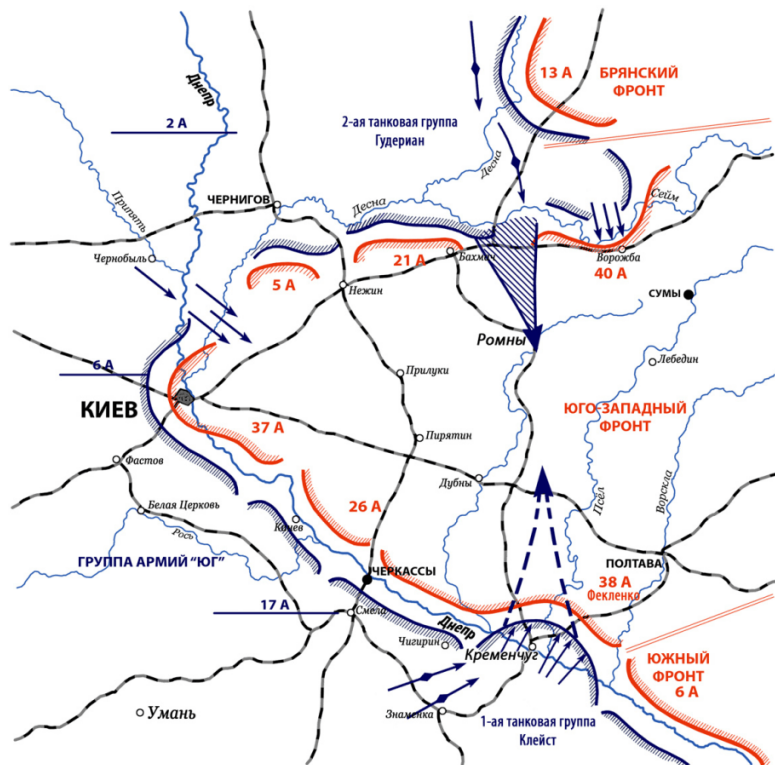 Днепр
13 А
БРЯНСКИЙ
ФРОНТ
2 А
2-ая танковая группа
Гудериан
Десна
Припять
ЧЕРНИГОВ
Десна
Сейм
Чернобыль
21 А
Бахмач
Ворожба
40 А
5 А
Нежин
СУМЫ
Ромны
6 А
Прилуки
Лебедин
КИЕВ
ЮГО-ЗАПАДНЫЙ
ФРОНТ
37 А
Пирятин
Фастов
Дубны
Псёл
Ворскла
26 А
Белая Церковь
Канев
Рось
ГРУППА АРМИЙ "ЮГ"
ЧЕРКАССЫ
ПОЛТАВА
38 А
Фекленко
17 А
Смела
Днепр
Чигирин
Кременчуг
ЮЖНЫЙ
ФРОНТ
6 А
Умань
Знаменка
1-ая танковая группа
Клейст